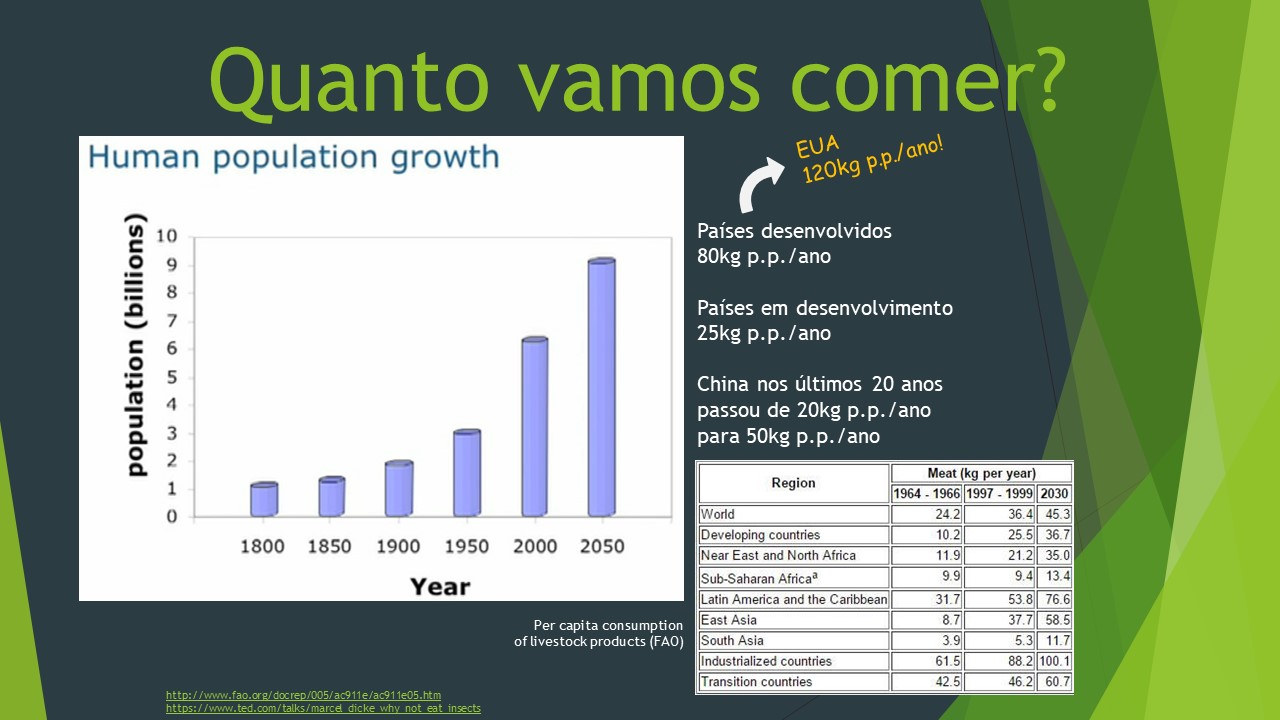 Quanto vamos comer?
Human population growth
population (billions)
10
9
8
7
6
5
4
3
2
1
0
1800 1850 1900 1950 2000 2050
Year
EUA
120kg p.p./ano!
Países desenvolvidos
80kg p.p./ano
Países em desenvolvimento
25kg p.p./ano
China nos últimos 20 anos
passou de 20kg p.p./ano
para 50kg p.p./ano
Region Meat (kg per year)
1964 - 1966 1997 - 1999 2030
World 24.2 36.4 45.3
Developing countries 10.2 25.5 36.7
Near East and North Africa 11.9 21.2 35.0
Sub-Saharan Africaª 9.9 9.4 13.4
Latin America and the Caribbean 31.7 53.8 76.6
East Asia 8.7 37.7 58.5
South Asia 3.9 5.3 11.7
Industrialized countries 61.5 88.2 100.1
Transition countries 42.5 46.2 60.7
Per capita consumption
of livestock products (FAO)
http://www.fao.org/docrep/005/ac911e/ac911e05.htm
https://www.ted.com/talks/marcel_dicke_why_not_eat_insects